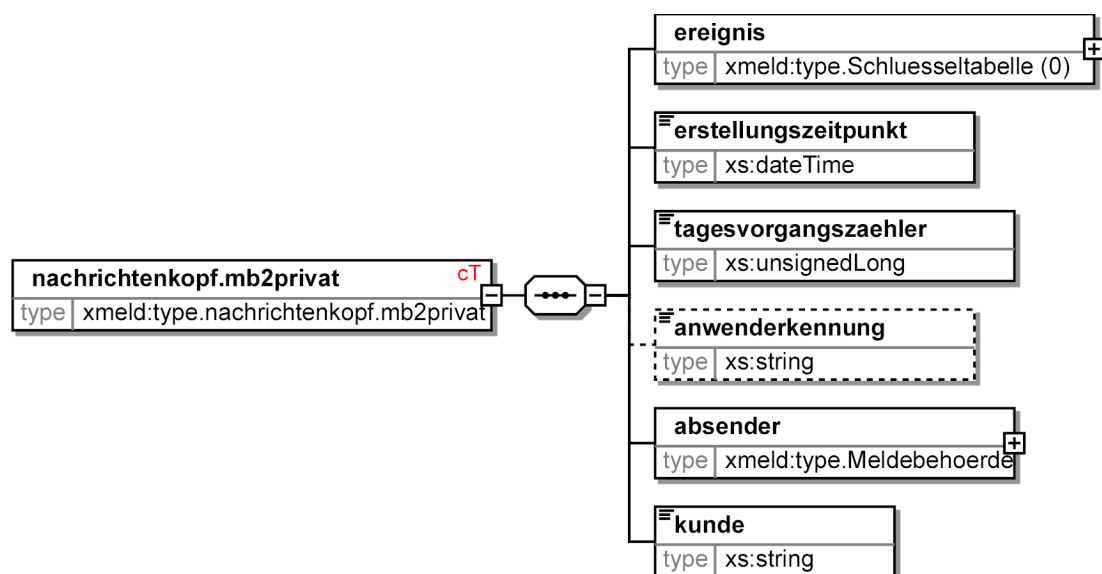 ereignis
type xmeld:type.Schluesseltabelle (0)
erstellungszeitpunkt
type xs:dateTime
tagesvorgangszaehler
type xs:unsignedLong
nachrichtenkopf.mb2privat cT
type xmeld:type.nachrichtenkopf.mb2privat
anwenderkennung
type xs:string
absender
type xmeld:type.Meldebehoerde
kunde
type xs:string